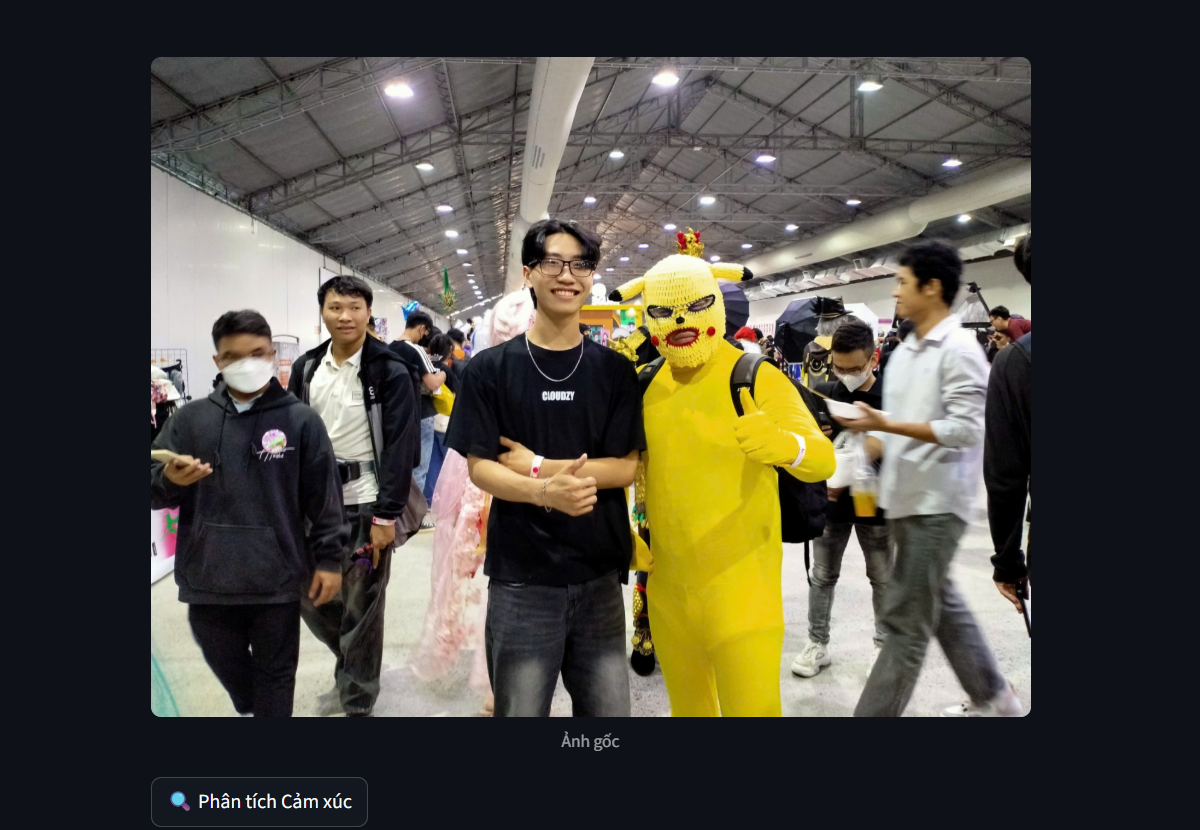 CLOUDZY
Ảnh gốc
🔍 Phân tích Cảm xúc